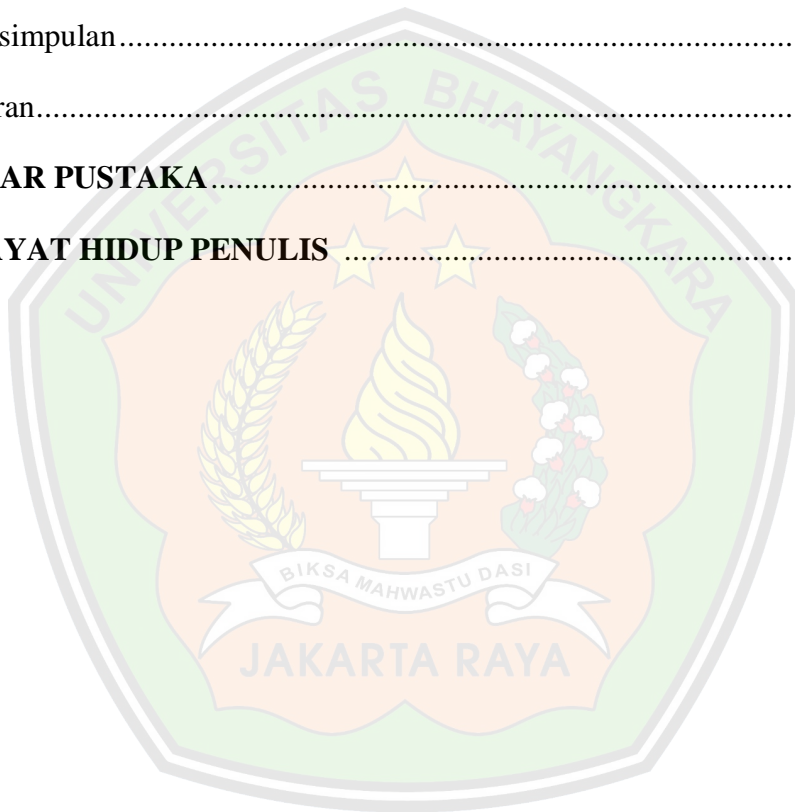 simpulan...........................................................................................
ran......................................................................................................
AR PUSTAKA...............................................................................
AYAT HIDUP PENULIS ............................................................
UNIVERSITAS BHAYANGKARA
BIKSA MAHWASTU DASI
JAKARTA RAYA